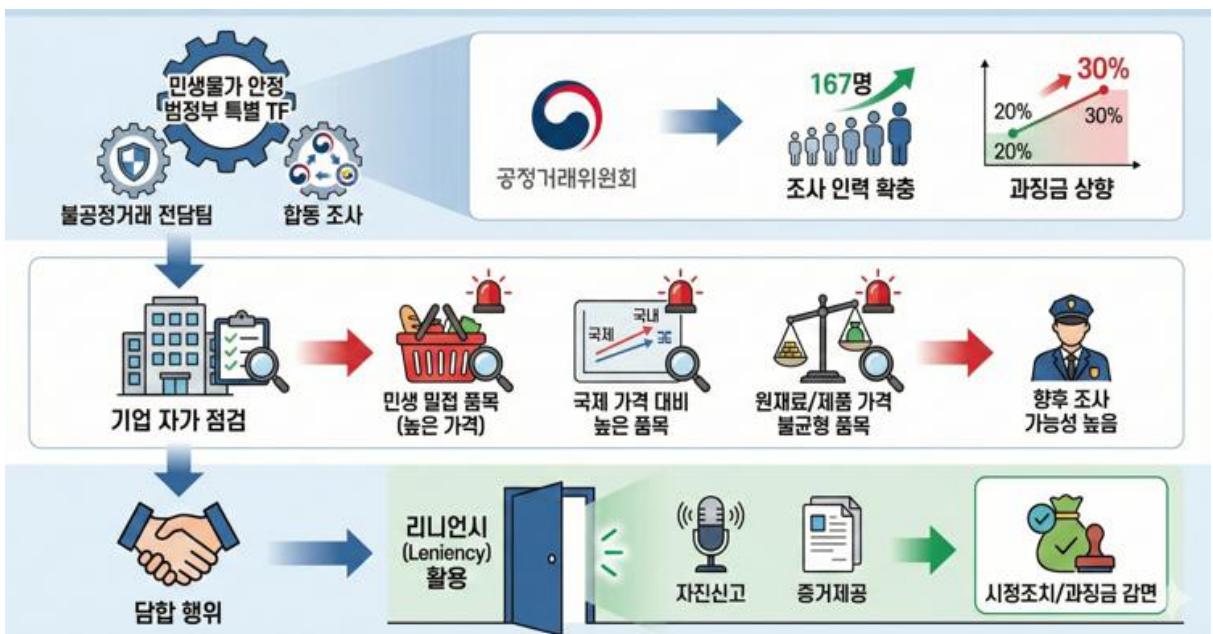 민생물가 안정
범정부 특별 TF
불공정거래 전담팀
합동 조사
공정거래위원회
167명
조사 인력 확충
30%
20%
30%
20%
과징금 상향
기업 자가 점검
민생 밀접 품목
(높은 가격)
국제
국내
국제 가격 대비
높은 품목
원재료/제품 가격
불균형 품목
향후 조사
가능성 높음
담합 행위
리니언시
(Leniency)
활용
자진신고
증거제공
시정조치/과징금 감면